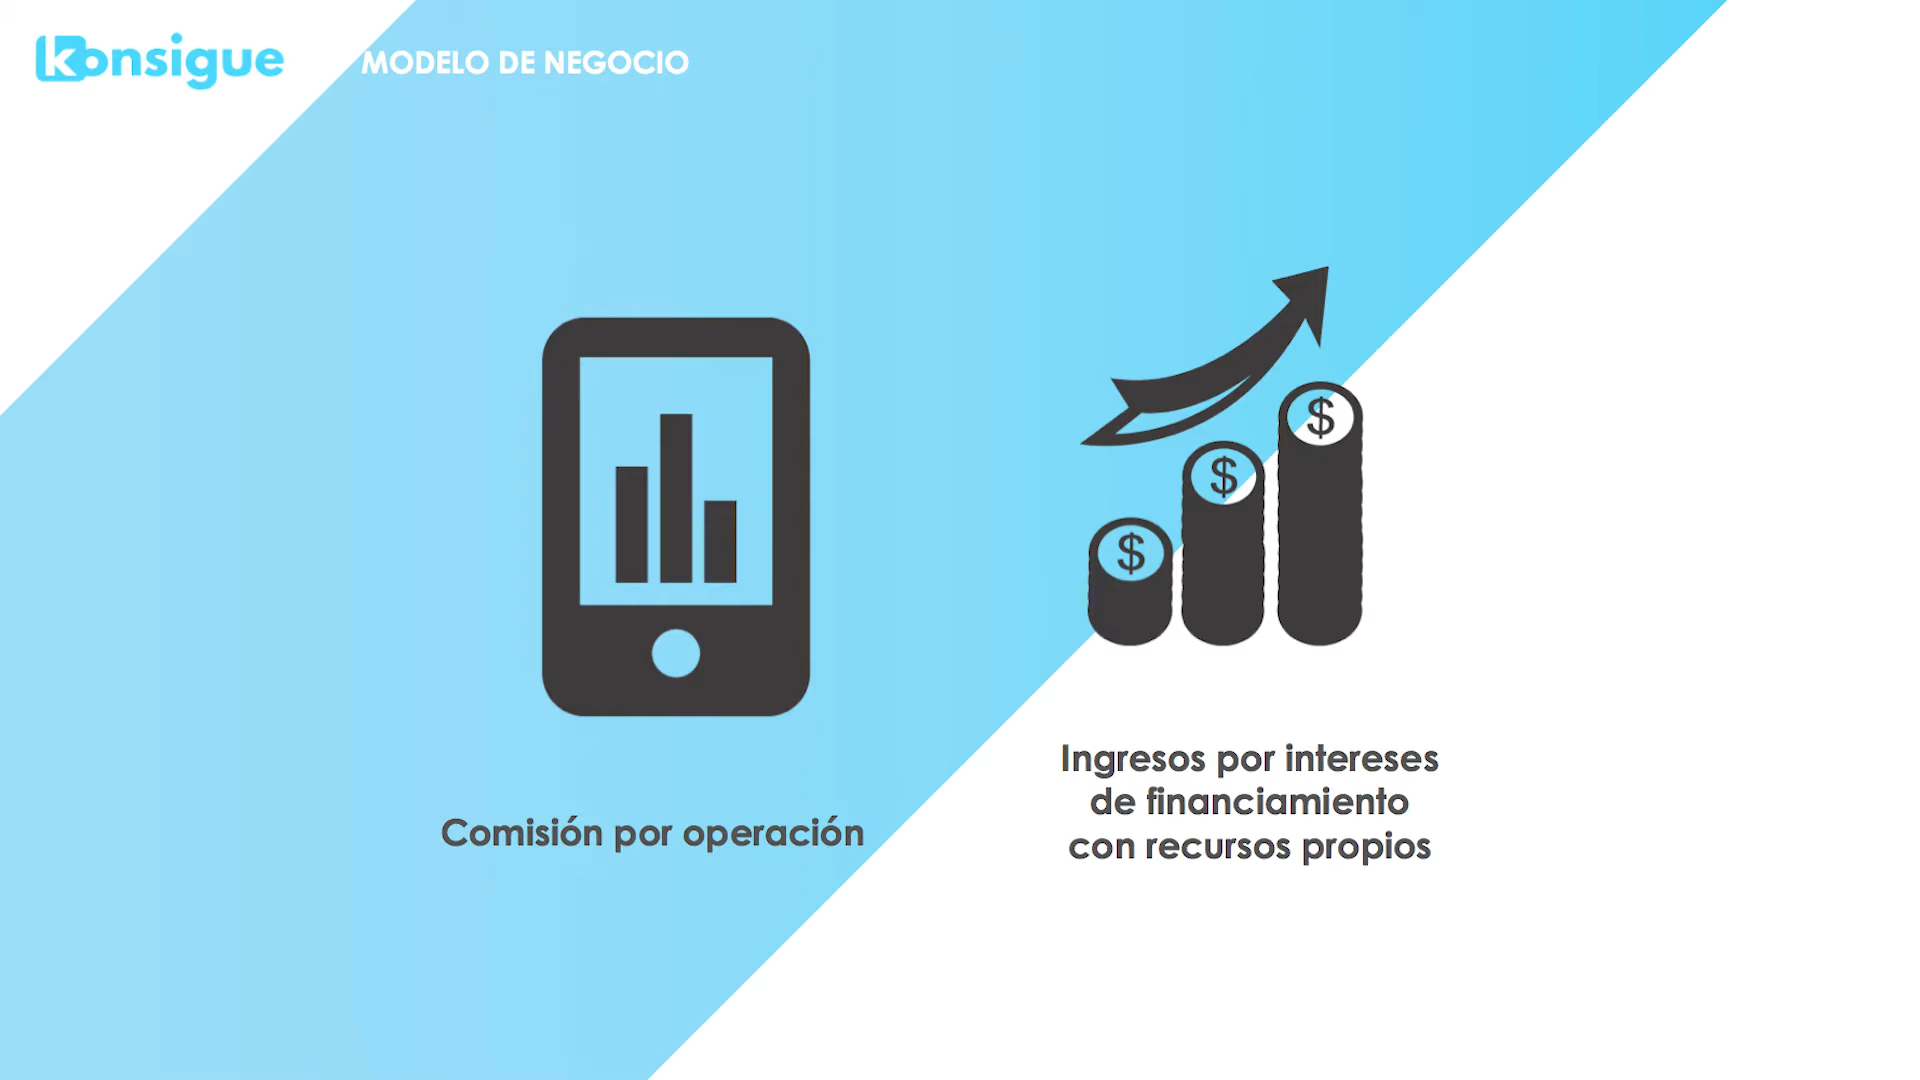 konsigue
MODELO DE NEGOCIO
$
$
$
Comisión por operación
Ingresos por intereses
de financiamiento
con recursos propios